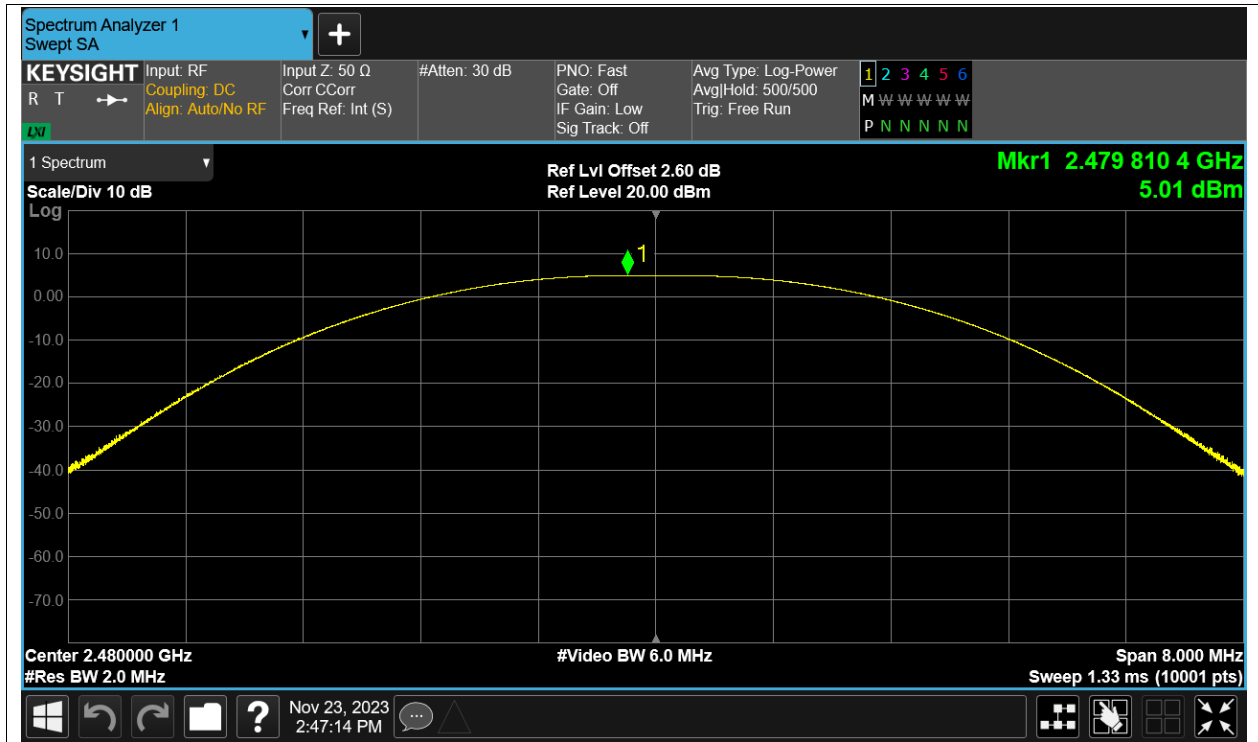 Spectrum Analyzer 1
Swept SA
KEYSIGHT
R T
LXI
Input: RF
Coupling: DC
Align: Auto/No RF
Input Z: 50 Ω
Corr CCorr
Freq Ref: Int (S)
#Atten: 30 dB
PNO: Fast
Gate: Off
IF Gain: Low
Sig Track: Off
Avg Type: Log-Power
Avg|Hold: 500/500
Trig: Free Run
1 2 3 4 5 6
M W W W W W
P N N N N N
1 Spectrum
Scale/Div 10 dB
Log
Ref Lvl Offset 2.60 dB
Ref Level 20.00 dBm
Mkr1 2.479 810 4 GHz
5.01 dBm
1
10.0
0.00
-10.0
-20.0
-30.0
-40.0
-50.0
-60.0
-70.0
Center 2.480000 GHz
#Res BW 2.0 MHz
#Video BW 6.0 MHz
Span 8.000 MHz
Sweep 1.33 ms (10001 pts)
?
Nov 23, 2023
2:47:14 PM